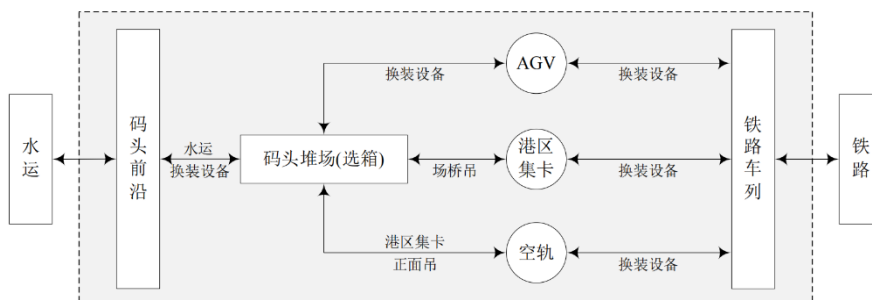 水运
码头前沿
水运
换装设备
码头堆场(选箱)
换装设备
AGV
换装设备
场桥吊
港区
集卡
换装设备
港区集卡
正面吊
空轨
换装设备
铁路车列
铁路